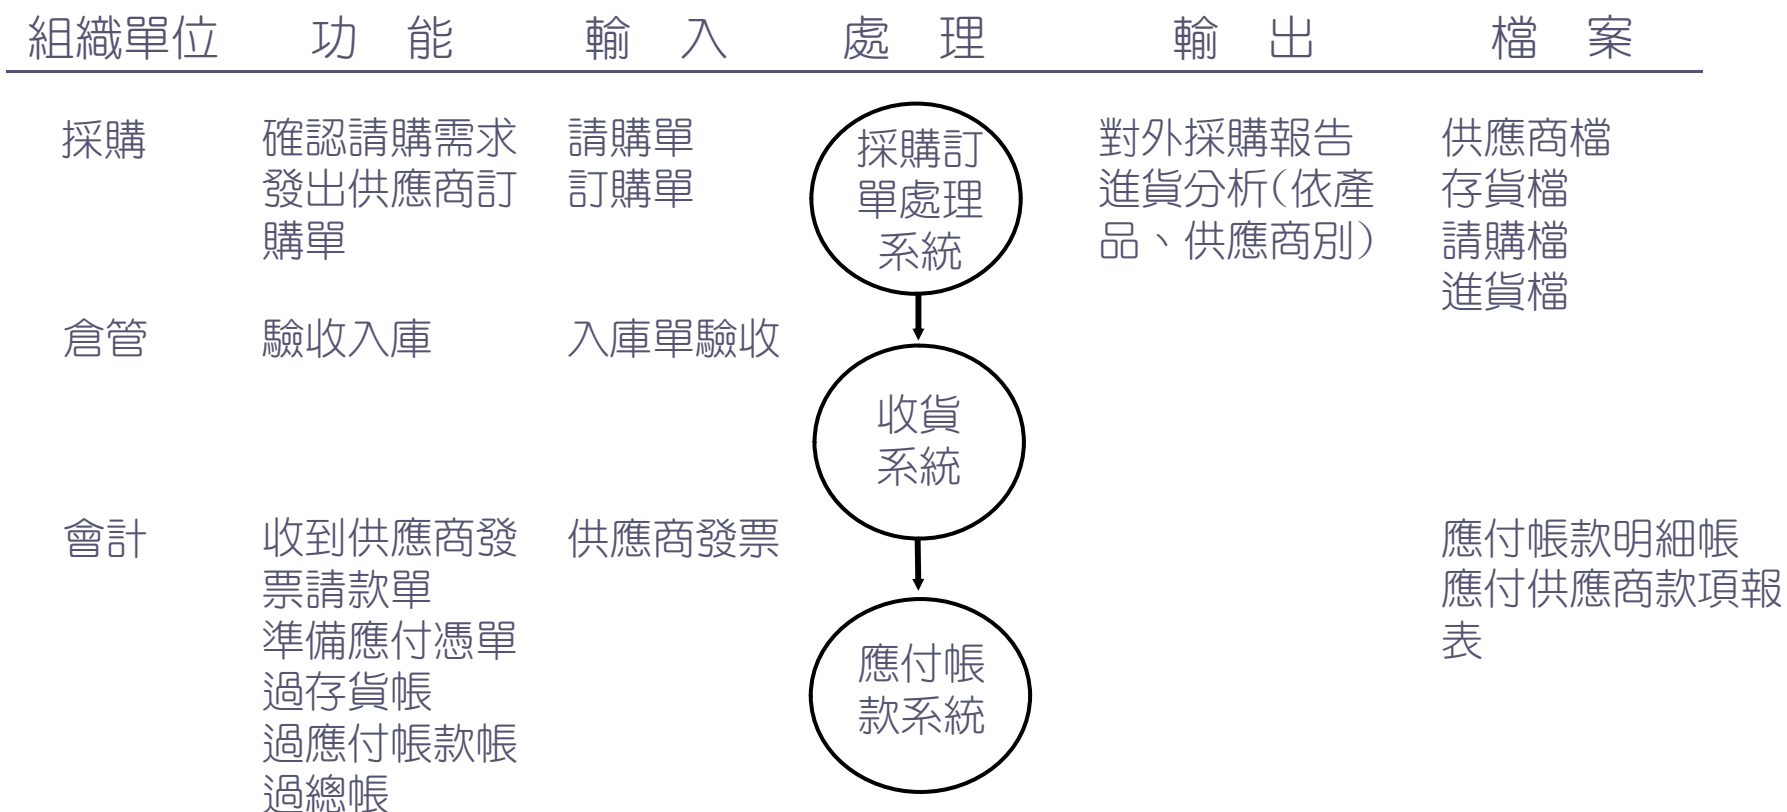 組織單位 功 能 輸 入 處 理 輸 出 檔 案
採購
確認請購需求
發出供應商訂
購單
請購單
訂購單
採購訂
單處理
系統
對外採購報告
進貨分析(依產
品、供應商別)
供應商檔
存貨檔
請購檔
進貨檔
倉管
驗收入庫
入庫單驗收
收貨
系統
會計
收到供應商發
票請款單
準備應付憑單
過存貨帳
過應付帳款帳
過總帳
供應商發票
應付帳
款系統
應付帳款明細帳
應付供應商款項報
表